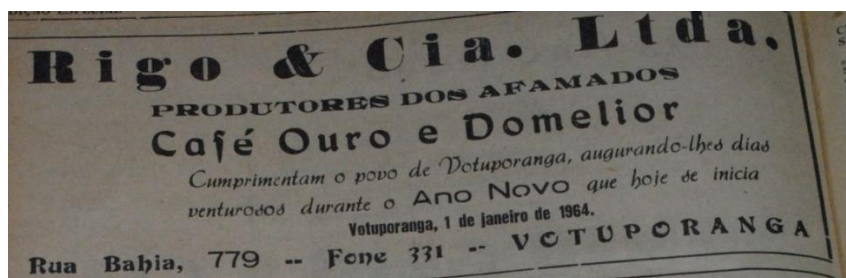 Rigo & Cia. Ltda.
PRODUTORES DOS AFAMADOS
Café Ouro e Domelior
Cumprimentam o povo de Votuporanga, augurando-lhes dias
venturosos durante o Ano Novo que hoje se inicia
Votuporanga, 1 de janeiro de 1964.
Rua Bahia, 779 -- Fone 331 -- VOTUPORANGA